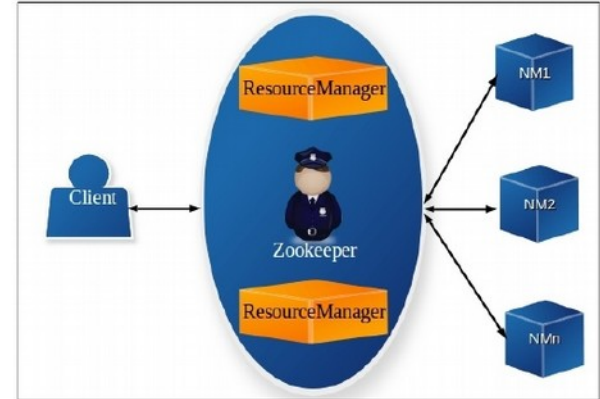 ResourceManager
NM1
Client
NM2
Zookeeper
ResourceManager
NMn